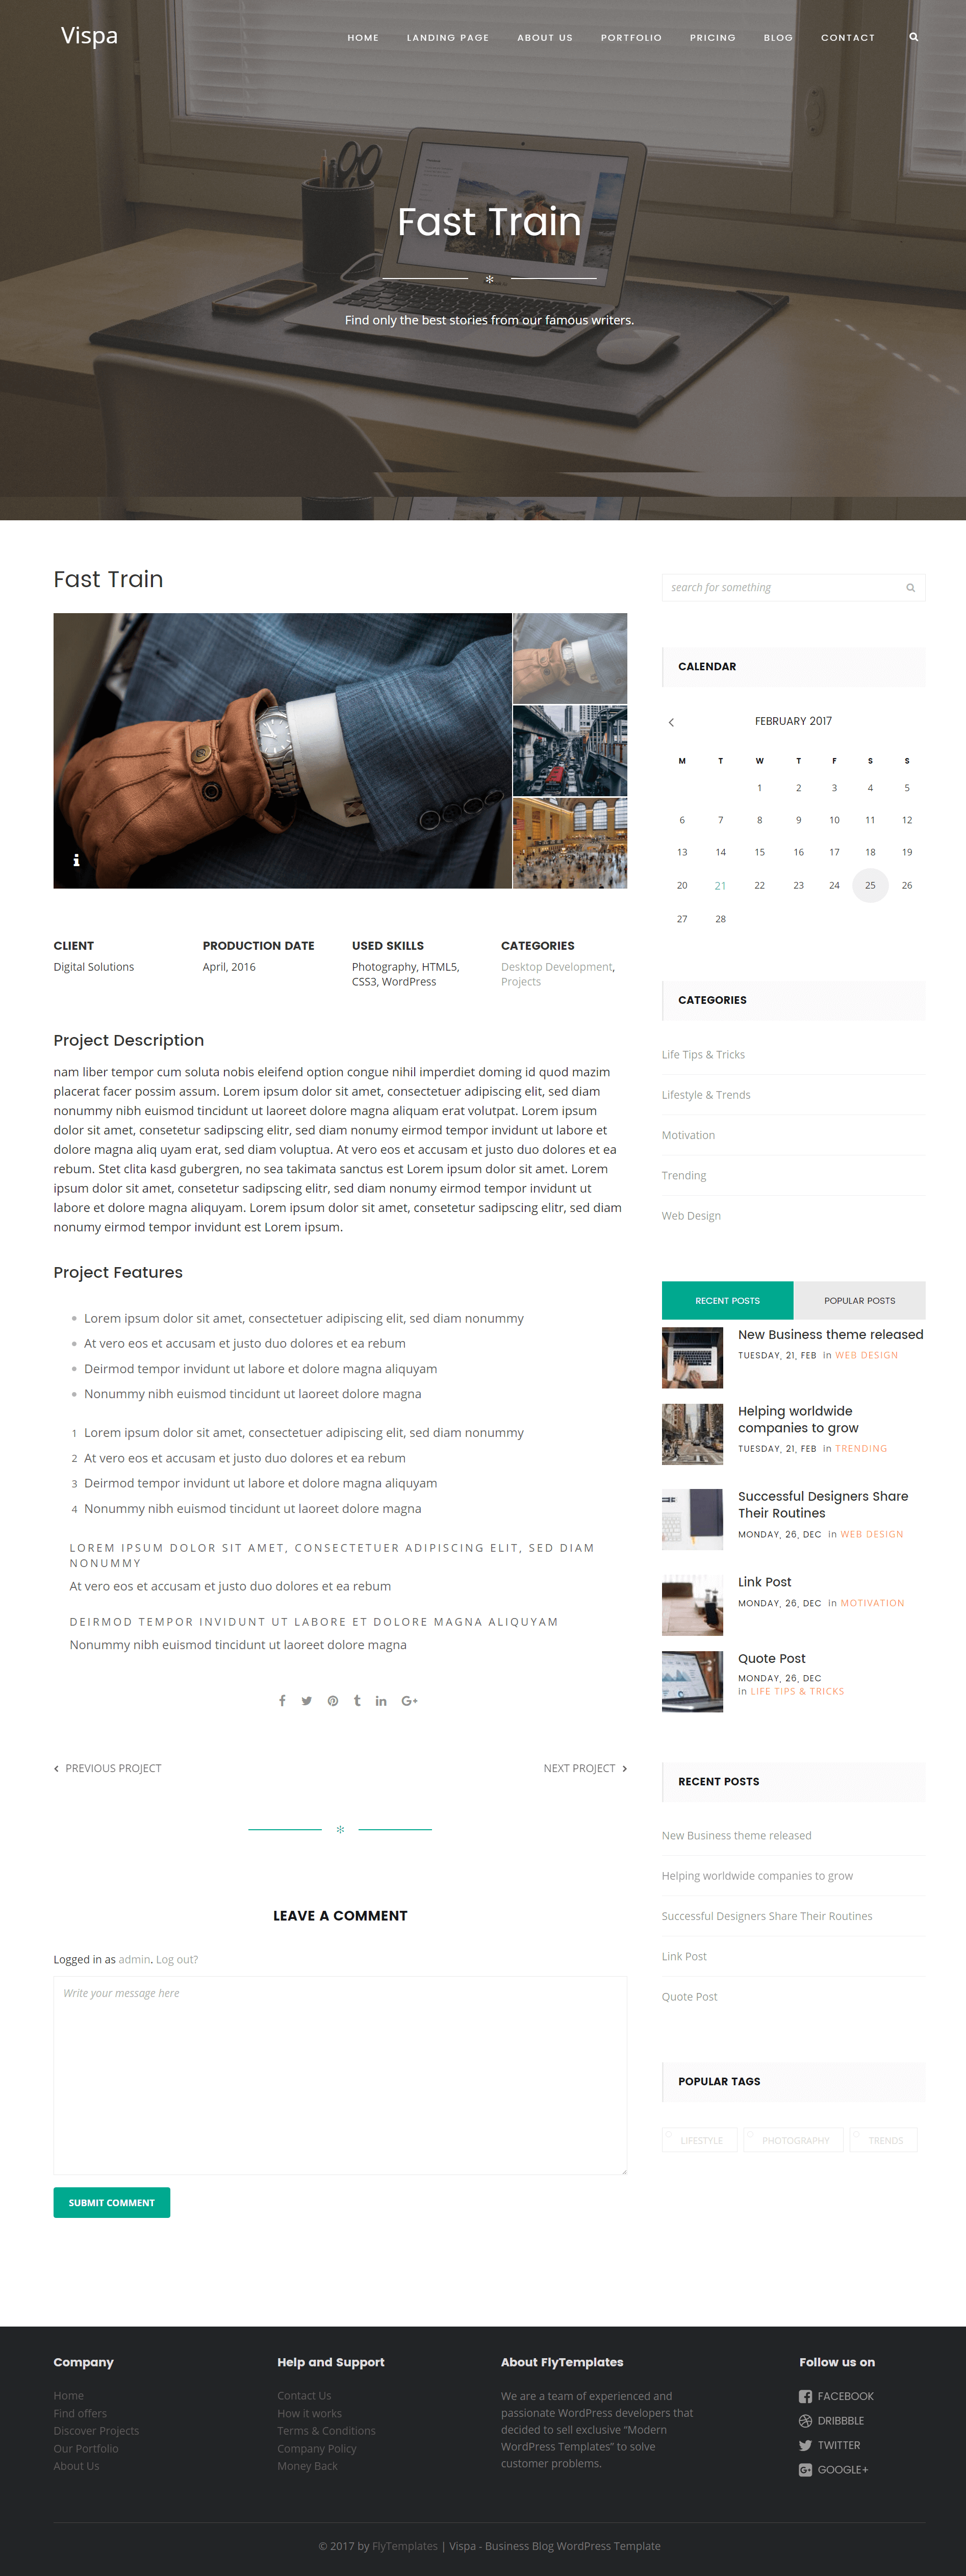 Vispa
HOME LANDING PAGE ABOUT US PORTFOLIO PRICING BLOG CONTACT
Fast Train
Find only the best stories from our famous writers.
Fast Train
CLIENT
Digital Solutions
PRODUCTION DATE
April, 2016
USED SKILLS
Photography, HTML5,
CSS3, WordPress
CATEGORIES
Desktop Development,
Projects
Project Description
nam liber tempor cum soluta nobis eleifend option congue nihil imperdiet doming id quod mazim
placerat facer possim assum. Lorem ipsum dolor sit amet, consectetuer adipiscing elit, sed diam
nonummy nibh euismod tincidunt ut laoreet dolore magna aliquam erat volutpat. Lorem ipsum
dolor sit amet, consetetur sadipscing elitr, sed diam nonumy eirmod tempor invidunt ut labore et
dolore magna aliq uyam erat, sed diam voluptua. At vero eos et accusam et justo duo dolores et ea
rebum. Stet clita kasd gubergren, no sea takimata sanctus est Lorem ipsum dolor sit amet. Lorem
ipsum dolor sit amet, consetetur sadipscing elitr, sed diam nonumy eirmod tempor invidunt ut
labore et dolore magna aliquyam. Lorem ipsum dolor sit amet, consetetur sadipscing elitr, sed diam
nonumy eirmod tempor invidunt est Lorem ipsum.
Project Features
Lorem ipsum dolor sit amet, consectetuer adipiscing elit, sed diam nonummy
At vero eos et accusam et justo duo dolores et ea rebum
Deirmod tempor invidunt ut labore et dolore magna aliquyam
Nonummy nibh euismod tincidunt ut laoreet dolore magna
1 Lorem ipsum dolor sit amet, consectetuer adipiscing elit, sed diam nonummy
2 At vero eos et accusam et justo duo dolores et ea rebum
3 Deirmod tempor invidunt ut labore et dolore magna aliquyam
4 Nonummy nibh euismod tincidunt ut laoreet dolore magna
LOREM IPSUM DOLOR SIT AMET, CONSECTETUER ADIPISCING ELIT, SED DIAM
NONUMMY
At vero eos et accusam et justo duo dolores et ea rebum
DEIRMOD TEMPOR INVIDUNT UT LABORE ET DOLORE MAGNA ALIQUYAM
Nonummy nibh euismod tincidunt ut laoreet dolore magna
PREVIOUS PROJECT
NEXT PROJECT
LEAVE A COMMENT
Logged in as admin. Log out?
Write your message here
SUBMIT COMMENT
search for something
CALENDAR
FEBRUARY 2017
M T W T F S S
1 2 3 4 5
6 7 8 9 10 11 12
13 14 15 16 17 18 19
20 21 22 23 24 25 26
27 28
CATEGORIES
Life Tips & Tricks
Lifestyle & Trends
Motivation
Trending
Web Design
RECENT POSTS
POPULAR POSTS
New Business theme released
TUESDAY, 21, FEB in WEB DESIGN
Helping worldwide
companies to grow
TUESDAY, 21, FEB in TRENDING
Successful Designers Share
Their Routines
MONDAY, 26, DEC in WEB DESIGN
Link Post
MONDAY, 26, DEC in MOTIVATION
Quote Post
MONDAY, 26, DEC
in LIFE TIPS & TRICKS
RECENT POSTS
New Business theme released
Helping worldwide companies to grow
Successful Designers Share Their Routines
Link Post
Quote Post
POPULAR TAGS
LIFESTYLE
PHOTOGRAPHY
TRENDS
Company
Home
Find offers
Discover Projects
Our Portfolio
About Us
Help and Support
Contact Us
How it works
Terms & Conditions
Company Policy
Money Back
About FlyTemplates
We are a team of experienced and
passionate WordPress developers that
decided to sell exclusive “Modern
WordPress Templates” to solve
customer problems.
Follow us on
FACEBOOK
DRIBBBLE
TWITTER
GOOGLE+
© 2017 by FlyTemplates | Vispa - Business Blog WordPress Template